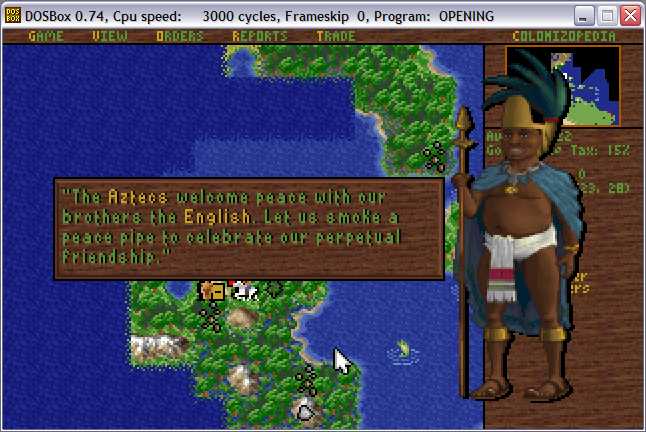 DOSBox 0.74, Cpu speed: 3000 cycles, Frameskip 0, Program: OPENING
GAME VIEW ORDERS REPORTS TRADE COLONIZOPEDIA
Tax: 15%
0
28)
"The Aztecs welcome peace with our
brothers the English. Let us smoke a
peace pipe to celebrate our perpetual
friendship."